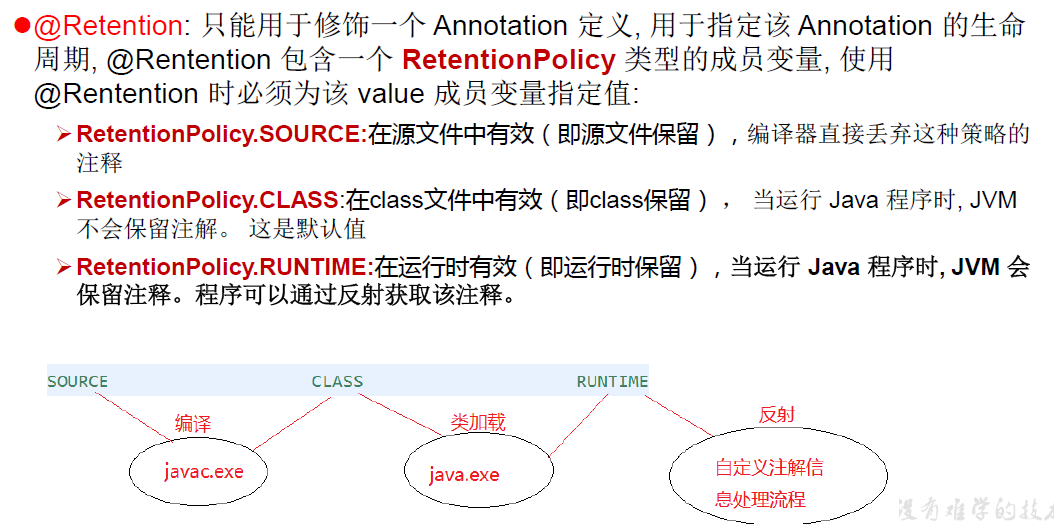 @Retention: 只能用于修饰一个 Annotation 定义, 用于指定该 Annotation 的生命
周期, @Rentention 包含一个 RetentionPolicy 类型的成员变量, 使用
@Rentention 时必须为该 value 成员变量指定值:
RetentionPolicy.SOURCE:在源文件中有效（即源文件保留），编译器直接丢弃这种策略的
注释
RetentionPolicy.CLASS:在class文件中有效（即class保留）， 当运行 Java 程序时, JVM
不会保留注解。 这是默认值
RetentionPolicy.RUNTIME:在运行时有效（即运行时保留），当运行 Java 程序时, JVM 会
保留注释。程序可以通过反射获取该注释。
SOURCE CLASS RUNTIME
编译 类加载 反射
javac.exe java.exe 自定义注解信
息处理流程
没有难学的技